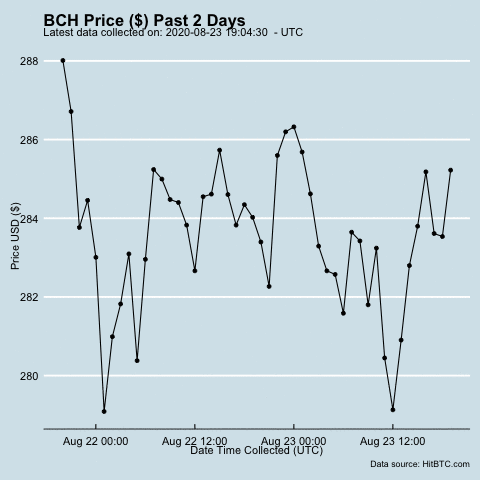 BCH Price ($) Past 2 Days
Latest data collected on: 2020-08-23 19:04:30 - UTC
288
286
284
282
280
Price USD ($)
Aug 22 00:00 Aug 22 12:00 Aug 23 00:00 Aug 23 12:00
Date Time Collected (UTC)
Data source: HitBTC.com